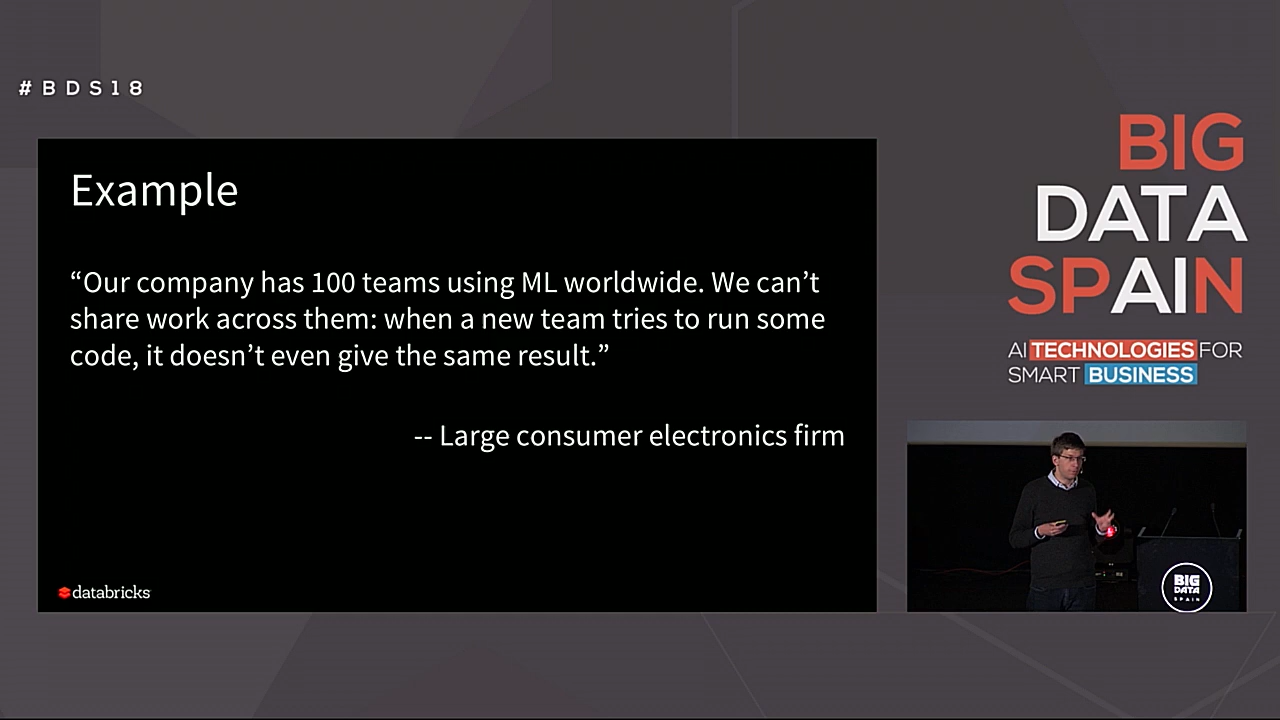 #BDS18
Example
“Our company has 100 teams using ML worldwide. We can’t
share work across them: when a new team tries to run some
code, it doesn’t even give the same result.”
-- Large consumer electronics firm
databricks
BIG
DATA
SPAIN
AI TECHNOLOGIES FOR
SMART BUSINESS
BIG
DATA
SPAIN